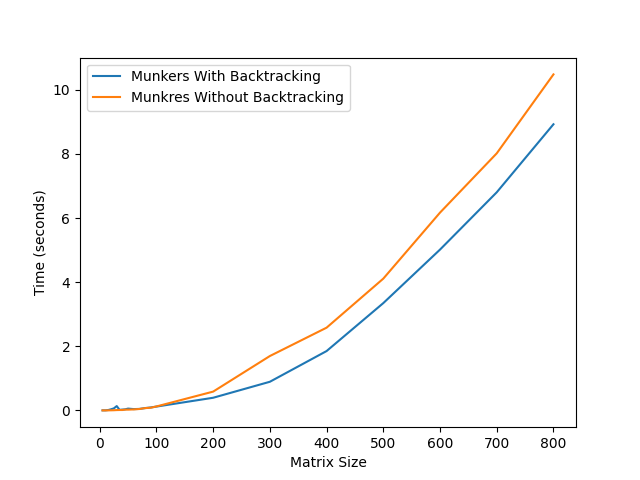 Munkers With Backtracking
Munkres Without Backtracking
10
8
6
4
2
0
Time (seconds)
0 100 200 300 400 500 600 700 800
Matrix Size